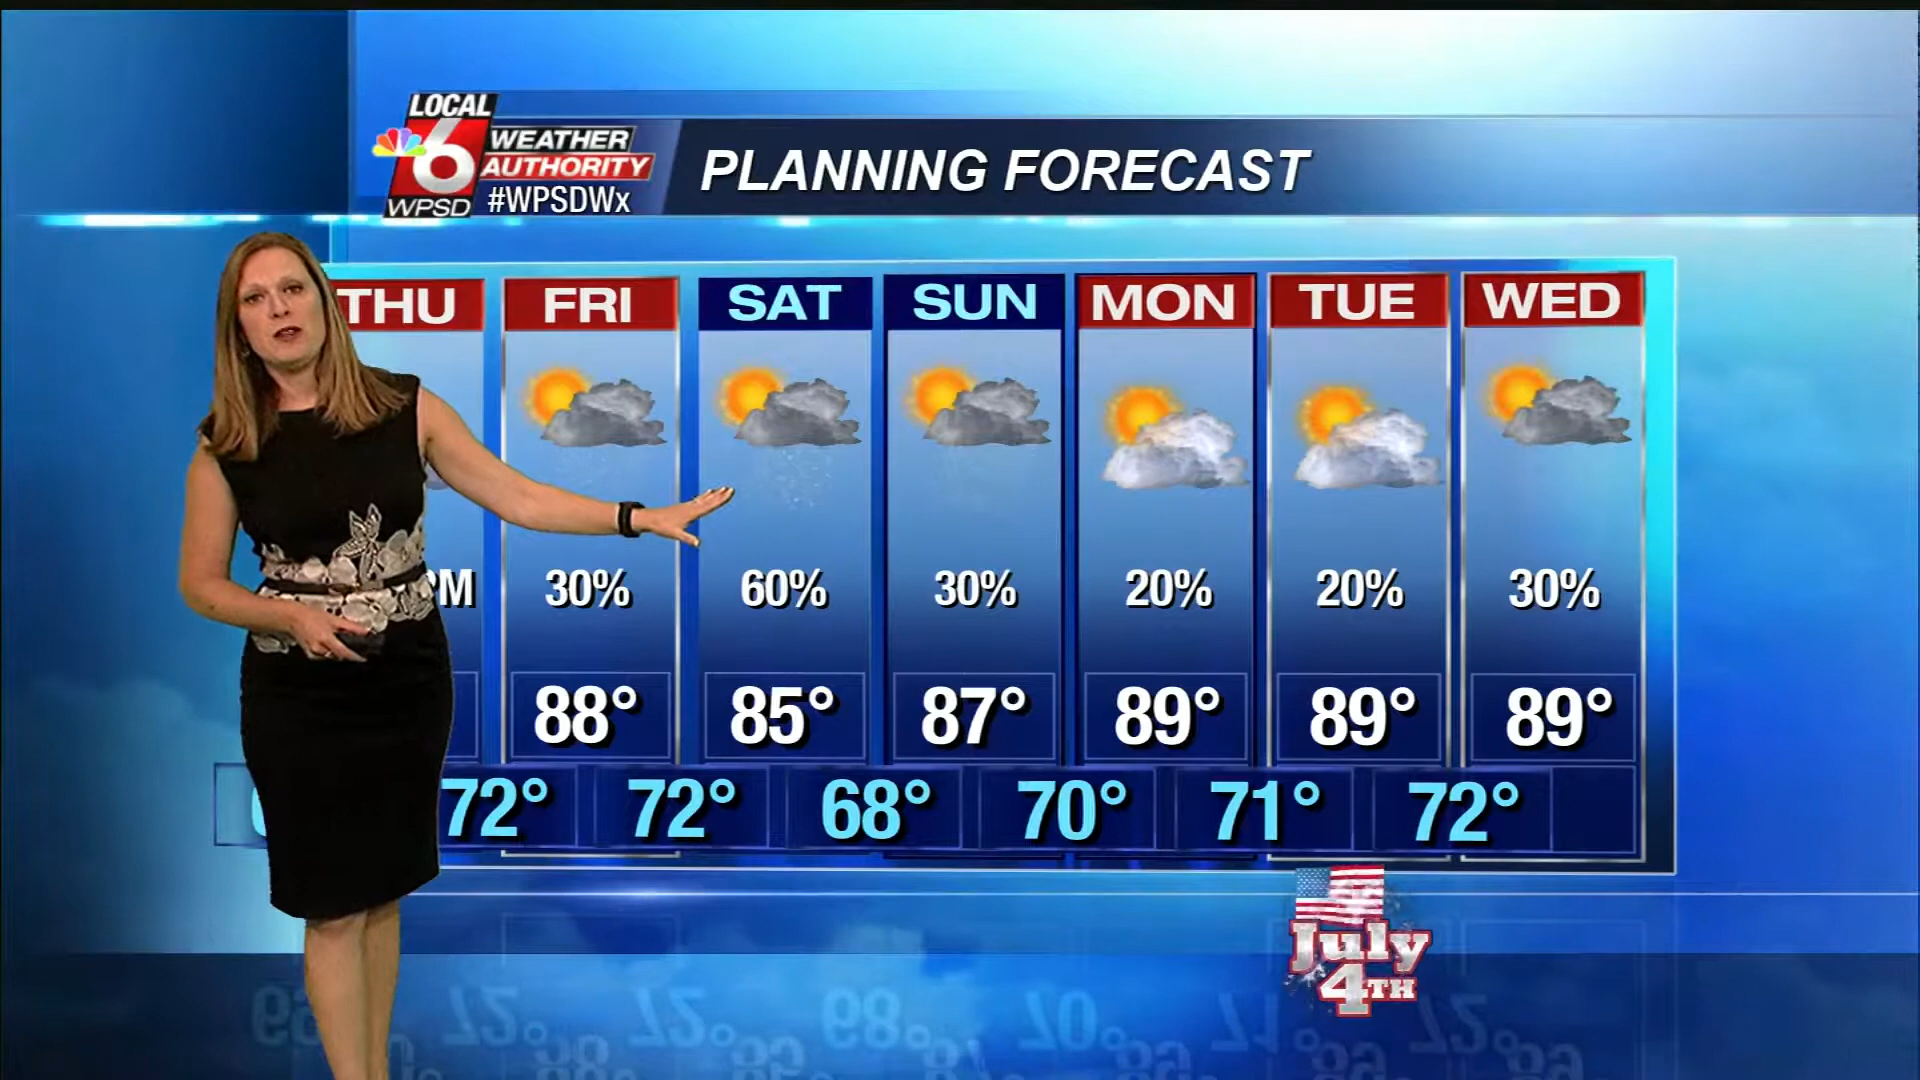 LOCAL
6 WEATHER
AUTHORITY
WPSD #WPSDWx
PLANNING FORECAST
THU FRI SAT SUN MON TUE WED
30% 60% 30% 20% 20% 30%
88° 85° 87° 89° 89° 89°
72° 72° 68° 70° 71° 72°
July
4TH